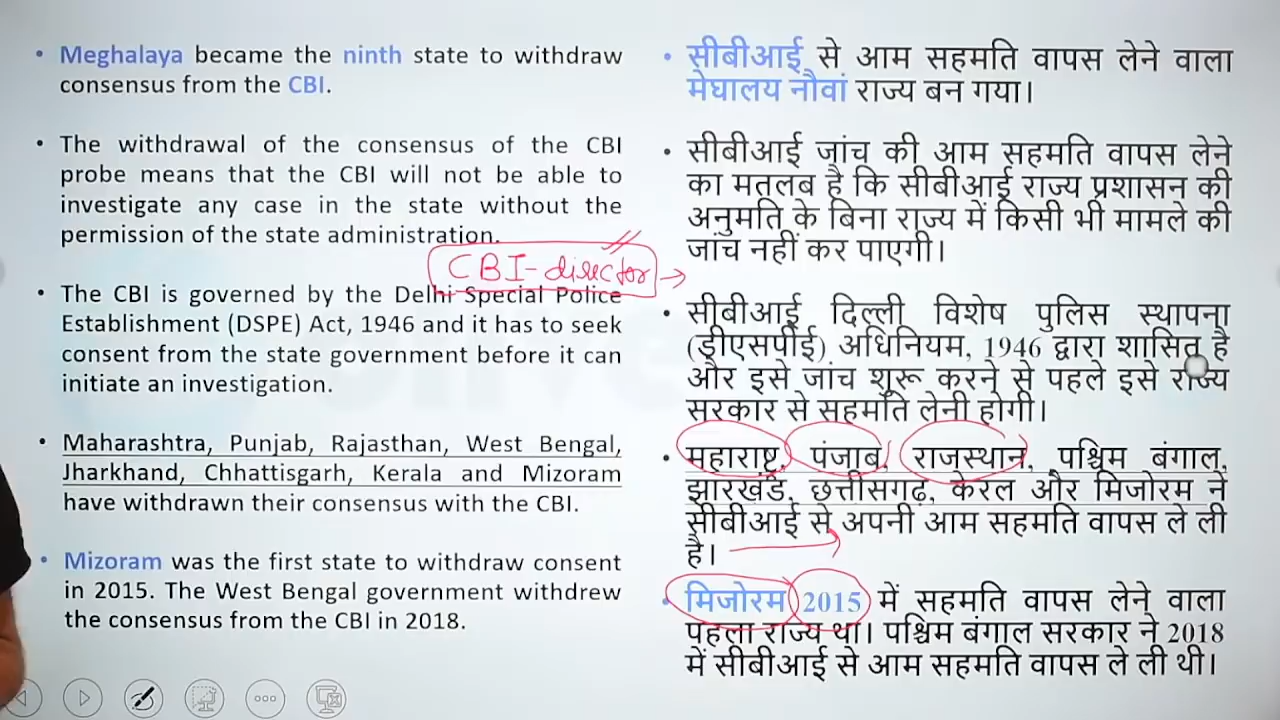 • Meghalaya became the ninth state to withdraw
consensus from the CBI.
• The withdrawal of the consensus of the CBI
probe means that the CBI will not be able to
investigate any case in the state without the
permission of the state administration.
CBI-director →
• The CBI is governed by the Delhi Special Police
Establishment (DSPE) Act, 1946 and it has to seek
consent from the state government before it can
initiate an investigation.
• Maharashtra, Punjab, Rajasthan, West Bengal,
Jharkhand, Chhattisgarh, Kerala and Mizoram
have withdrawn their consensus with the CBI.
• Mizoram was the first state to withdraw consent
in 2015. The West Bengal government withdrew
the consensus from the CBI in 2018.
• सीबीआई से आम सहमति वापस लेने वाला
मेघालय नौवां राज्य बन गया।
• सीबीआई जांच की आम सहमति वापस लेने
का मतलब है कि सीबीआई राज्य प्रशासन की
अनुमति के बिना राज्य में किसी भी मामले की
जांच नहीं कर पाएगी।
• सीबीआई दिल्ली विशेष पुलिस स्थापना
(डीएसपीई) अधिनियम, 1946 द्वारा शासित है
और इसे जांच शुरू करने से पहले इसे राज्य
सरकार से सहमति लेनी होगी।
• महाराष्ट्र, पंजाब, राजस्थान, पश्चिम बंगाल,
झारखंड, छत्तीसगढ़, केरल और मिजोरम ने
सीबीआई से अपनी आम सहमति वापस ले ली
है।
• मिजोरम 2015 में सहमति वापस लेने वाला
पहला राज्य था। पश्चिम बंगाल सरकार ने 2018
में सीबीआई से आम सहमति वापस ले ली थी।